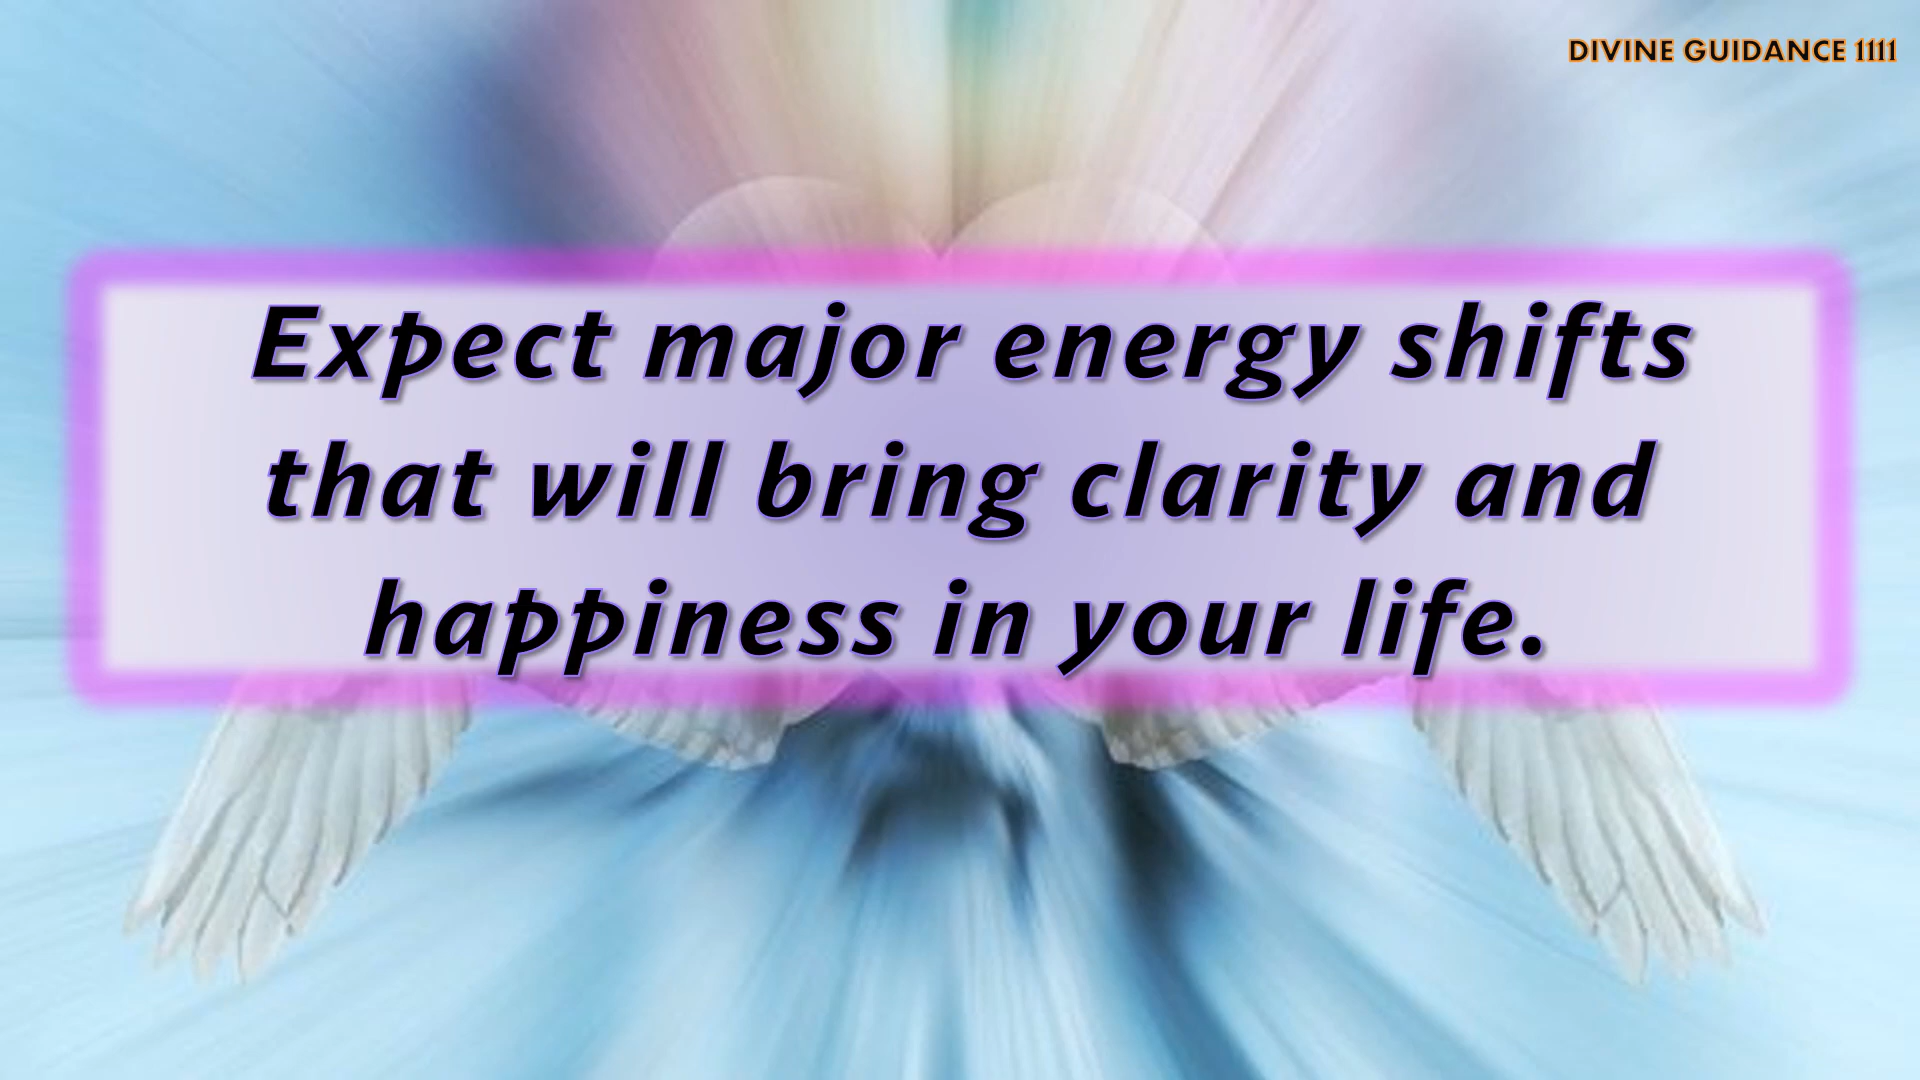 DIVINE GUIDANCE 1111
Expect major energy shifts
that will bring clarity and
happiness in your life.